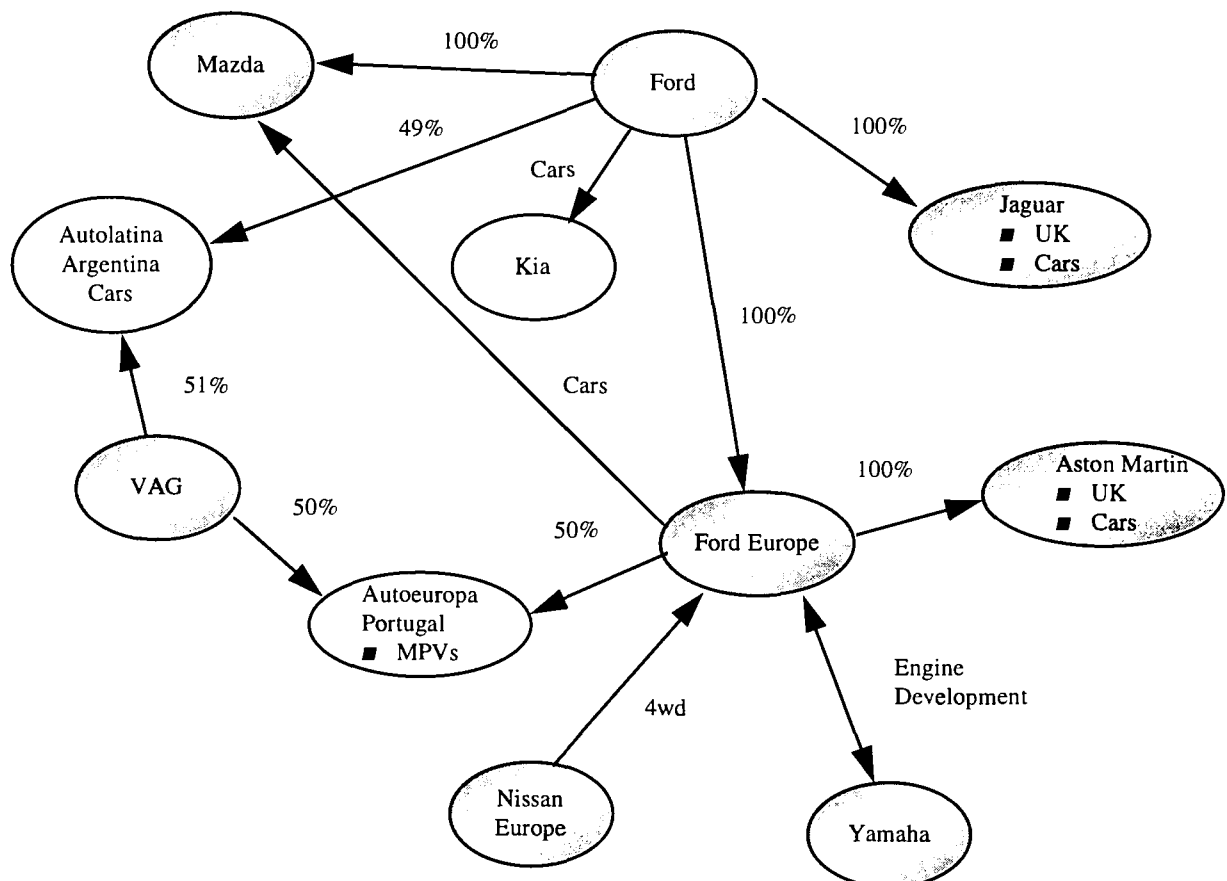 100%
Mazda
Ford
49%
100%
Cars
Jaguar
■ UK
■ Cars
Autolatina
Argentina
Cars
Kia
100%
51%
Cars
VAG
50%
50%
Ford Europe
100%
Aston Martin
■ UK
■ Cars
Autoeuropa
Portugal
■ MPVs
4wd
Engine
Development
Nissan
Europe
Yamaha